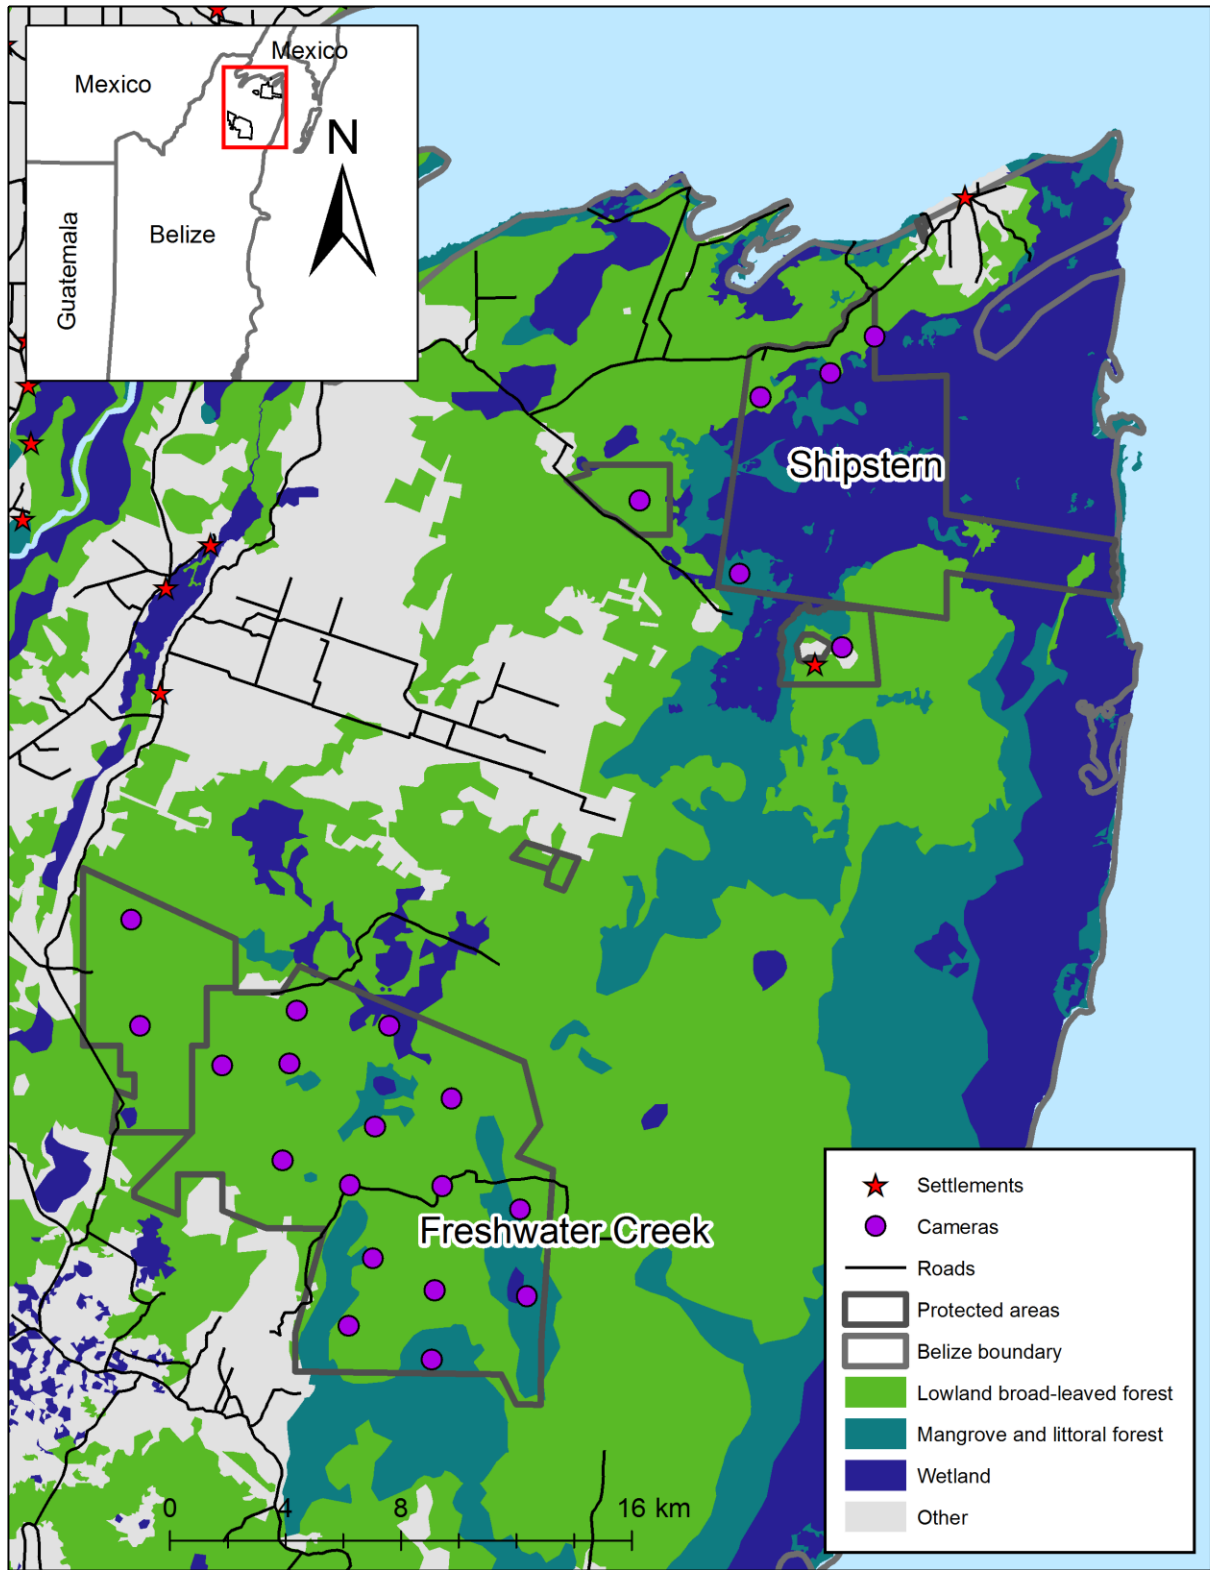 Mexico
Mexico
Guatemala
Belize
N
Shipstern
Freshwater Creek
Settlements
Cameras
Roads
Protected areas
Belize boundary
Lowland broad-leaved forest
Mangrove and littoral forest
Wetland
Other
0 4 8 16 km